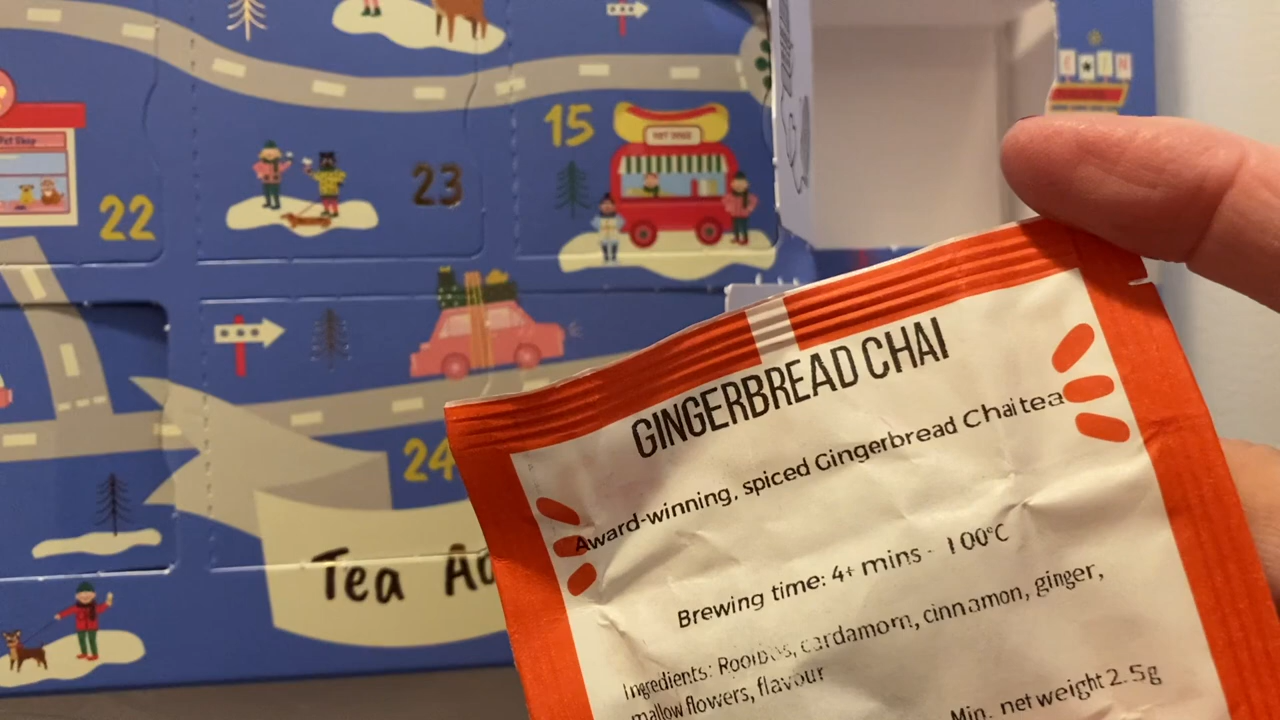 Pet Shop
22
23
15
HOT DOGS
24
Tea Ad
GINGERBREAD CHAI
Award-winning, spiced Gingerbread Chai tea
Brewing time: 4+ mins - 100°C
Ingredients: Rooibos, cardamom, cinnamon, ginger,
mallow flowers, flavour
Min. net weight 2.5g